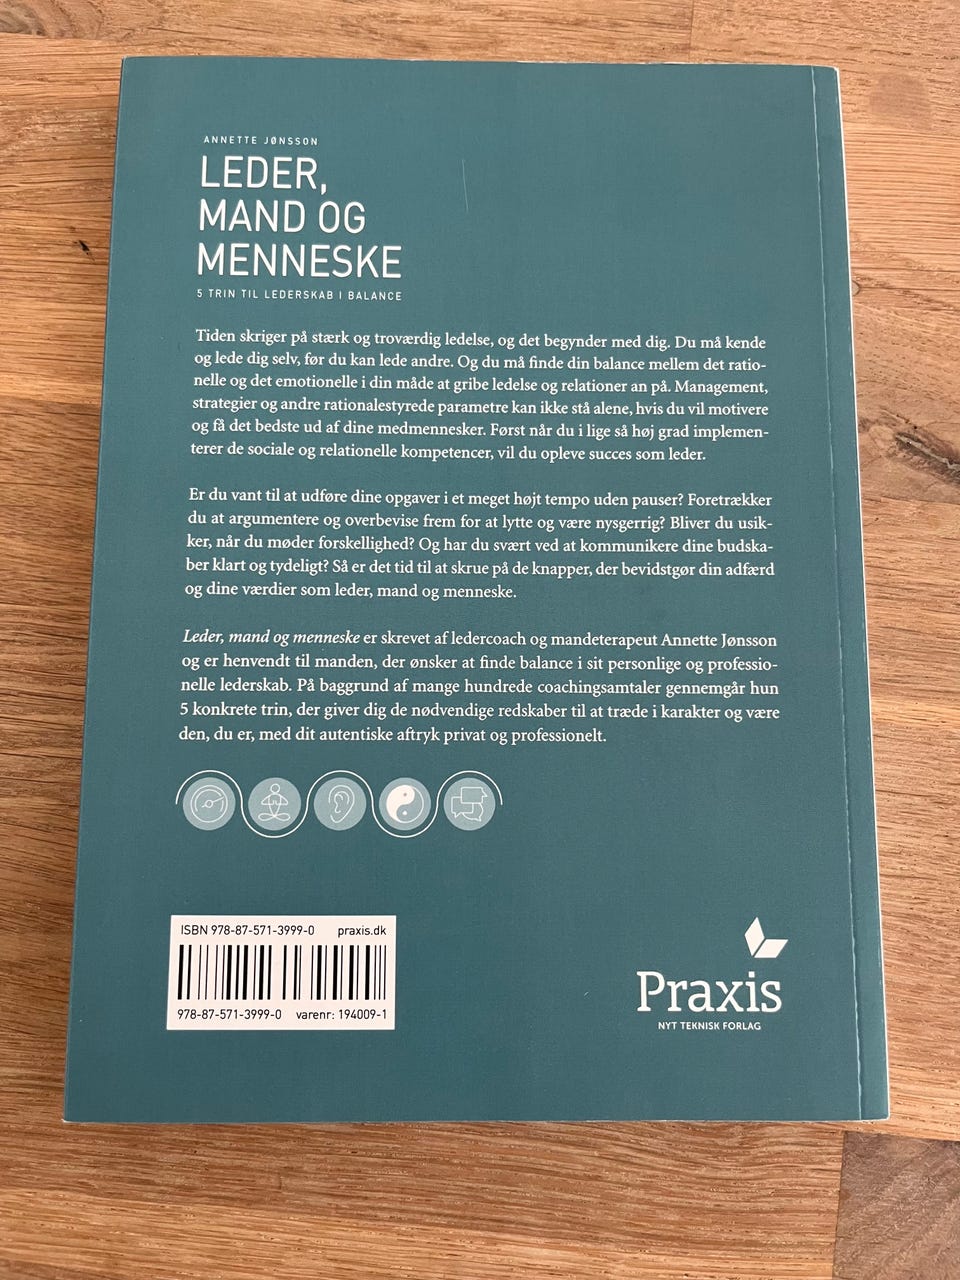 ANNETTE JØNSSON
LEDER,
MAND OG
MENNESKE
5 TRIN TIL LEDERSKAB I BALANCE
Tiden skriger på stærk og troværdig ledelse, og det begynder med dig. Du må kende
og lede dig selv, før du kan lede andre. Og du må finde din balance mellem det ratio-
nelle og det emotionelle i din måde at gribe ledelse og relationer an på. Management,
strategier og andre rationalestyrede parametre kan ikke stå alene, hvis du vil motivere
og få det bedste ud af dine medmennesker. Først når du i lige så høj grad implemen-
terer de sociale og relationelle kompetencer, vil du opleve succes som leder.
Er du vant til at udføre dine opgaver i et meget højt tempo uden pauser? Foretrækker
du at argumentere og overbevise frem for at lytte og være nysgerrig? Bliver du usik-
ker, når du møder forskellighed? Og har du svært ved at kommunikere dine budska-
ber klart og tydeligt? Så er det tid til at skrue på de knapper, der bevidstgør din adfærd
og dine værdier som leder, mand og menneske.
Leder, mand og menneske er skrevet af ledercoach og mandeterapeut Annette Jønsson
og er henvendt til manden, der ønsker at finde balance i sit personlige og professio-
nelle lederskab. På baggrund af mange hundrede coachingsamtaler gennemgår hun
5 konkrete trin, der giver dig de nødvendige redskaber til at træde i karakter og være
den, du er, med dit autentiske aftryk privat og professionelt.
ISBN 978-87-571-3999-0 praxis.dk
978-87-571-3999-0 varenr: 194009-1
Praxis
NYT TEKNISK FORLAG